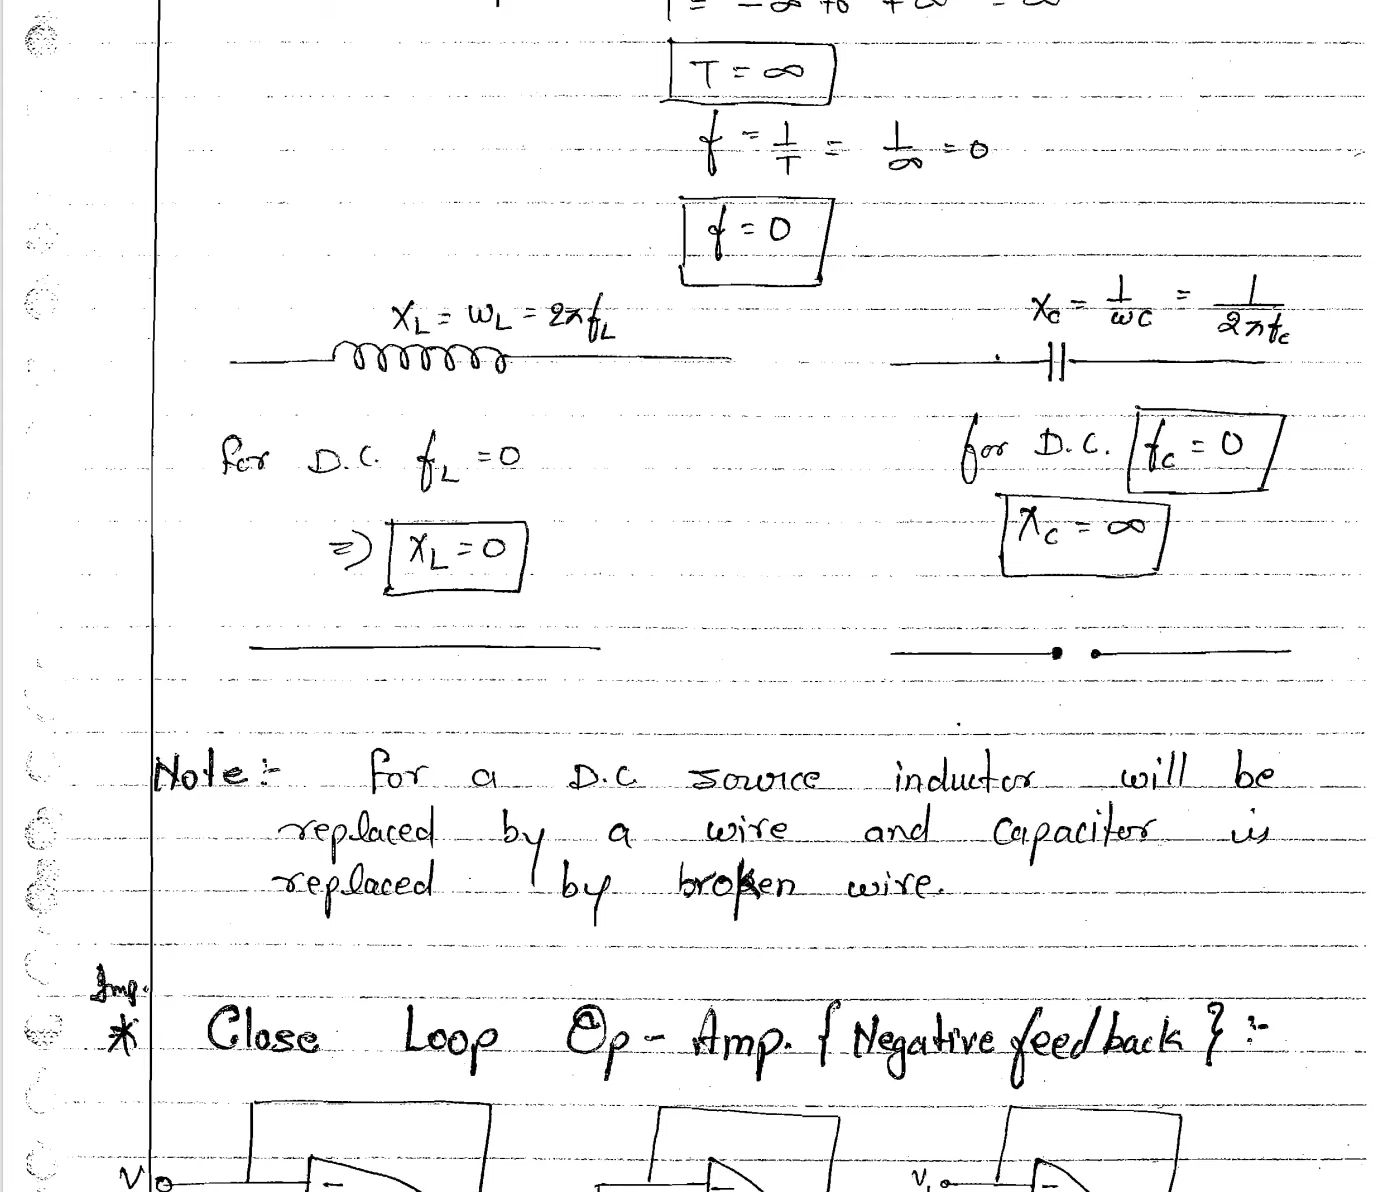 T = ∞
f = 1/T = 1/∞ = 0
f = 0
X_L = ω_L = 2πf_L
X_c = 1/ωC = 1/2πf_c
for D.C. f_L = 0
for D.C. f_c = 0
⇒ X_L = 0
X_c = ∞
Note :- for a D.C source inductor will be
replaced by a wire and capacitor is
replaced by broken wire.
Imp.
* Close Loop Op-Amp. { Negative feedback } :-
V
V₁